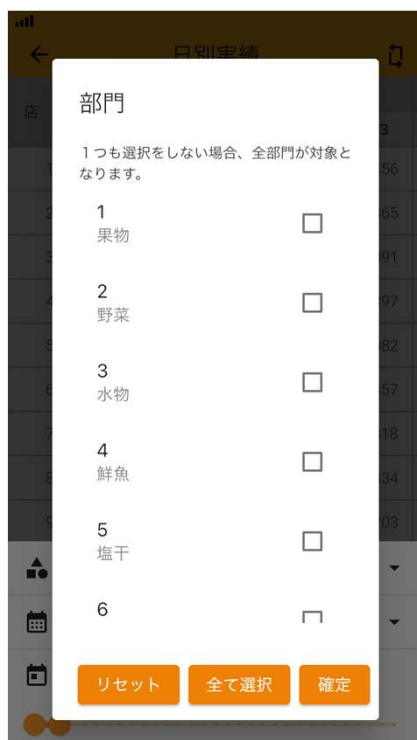 日別実績
店
部門
3
１つも選択をしない場合、全部門が対象と
なります。
1
果物
2
野菜
3
水物
4
鮮魚
5
塩干
6
リセット
全て選択
確定